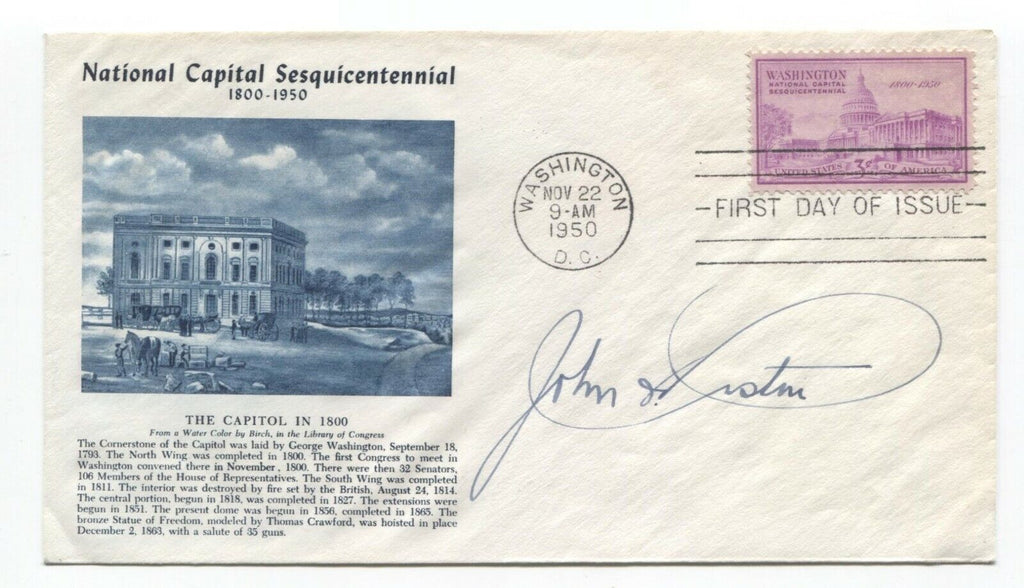 National Capital Sesquicentennial
1800-1950
WASHINGTON
NATIONAL CAPITAL
SESQUICENTENNIAL
1800-1950
UNITED STATES 3¢ OF AMERICA
WASHINGTON
NOV 22
9-AM
1950
D. C.
FIRST DAY OF ISSUE
John
THE CAPITOL IN 1800
From a Water Color by Birch, in the Library of Congress
The Cornerstone of the Capitol was laid by George Washington, September 18,
1793. The North Wing was completed in 1800. The first Congress to meet in
Washington convened there in November, 1800. There were then 32 Senators,
106 Members of the House of Representatives. The South Wing was completed
in 1811. The interior was destroyed by fire set by the British, August 24, 1814.
The central portion, begun in 1818, was completed in 1827. The extensions were
begun in 1851. The present dome was begun in 1856, completed in 1865. The
bronze Statue of Freedom, modeled by Thomas Crawford, was hoisted in place
December 2, 1863, with a salute of 35 guns.